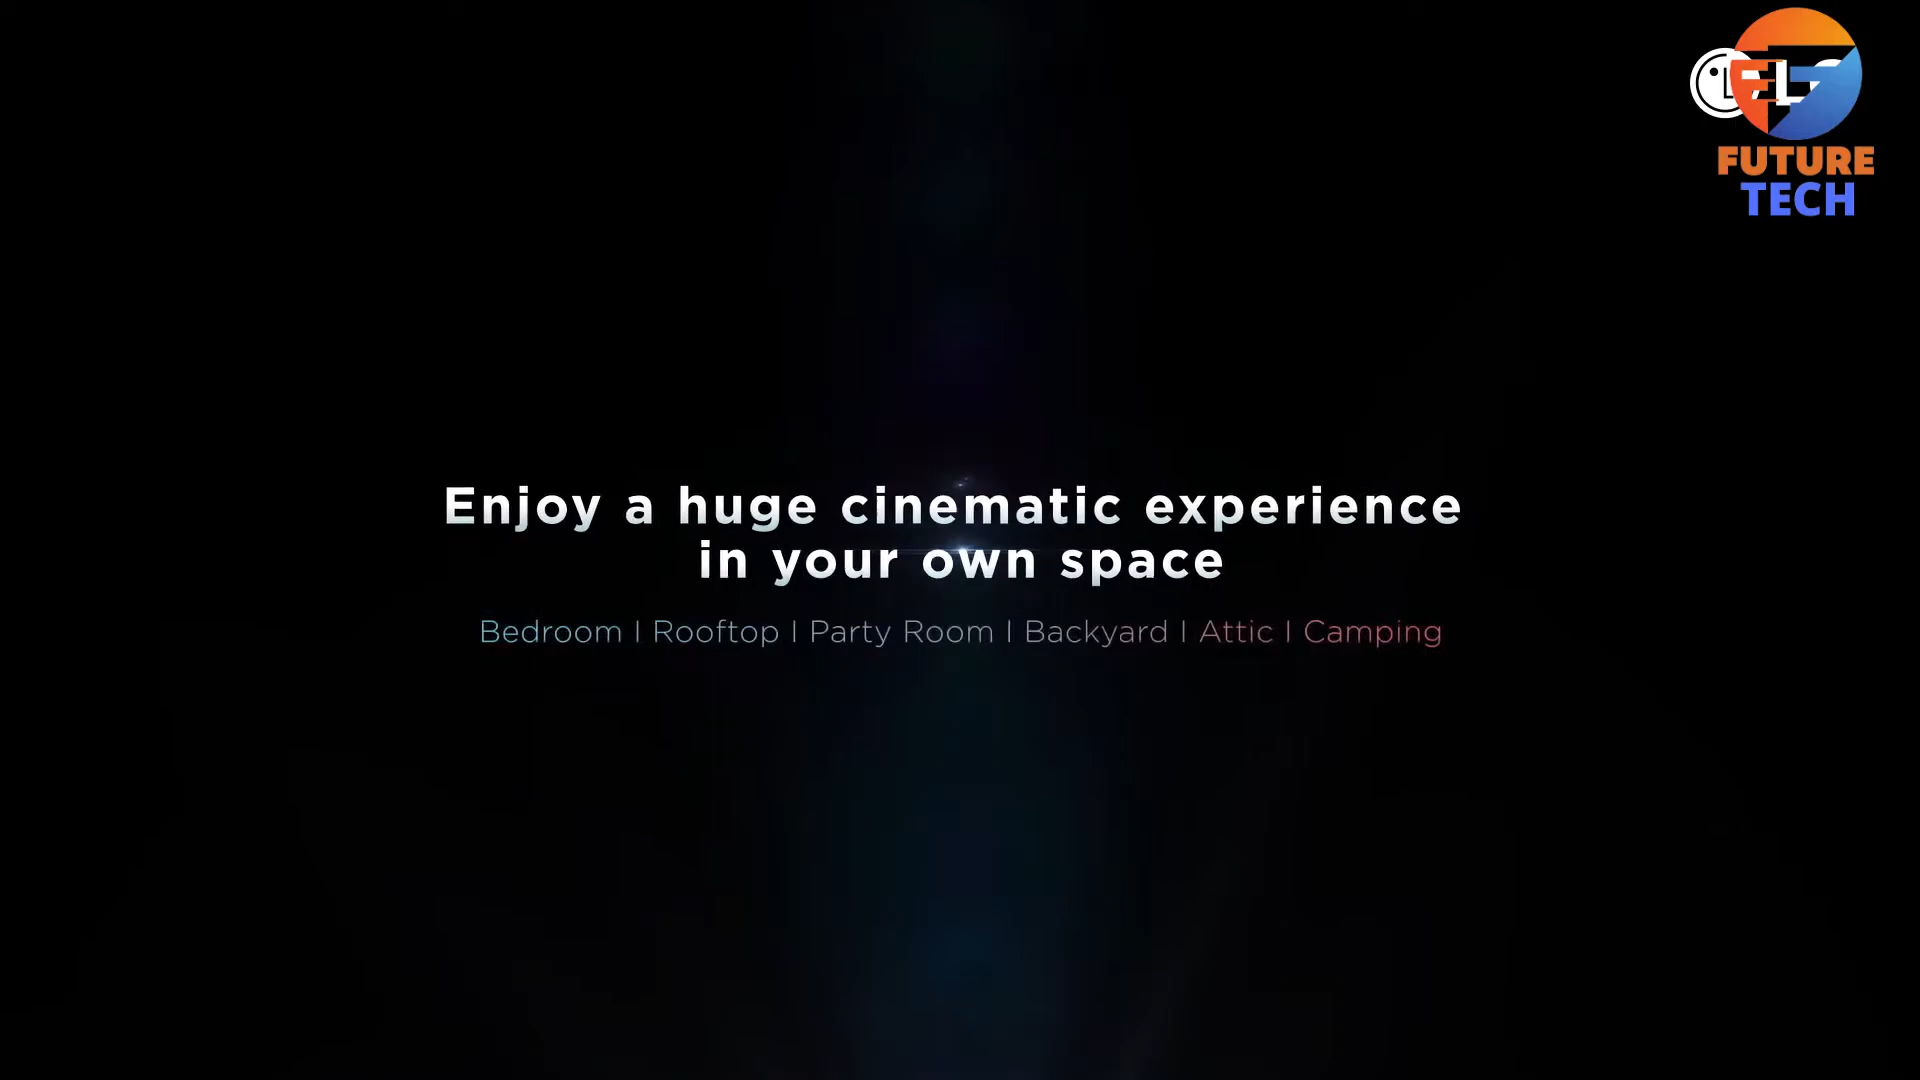 FUTURE
TECH
Enjoy a huge cinematic experience
in your own space
Bedroom I Rooftop I Party Room I Backyard I Attic I Camping